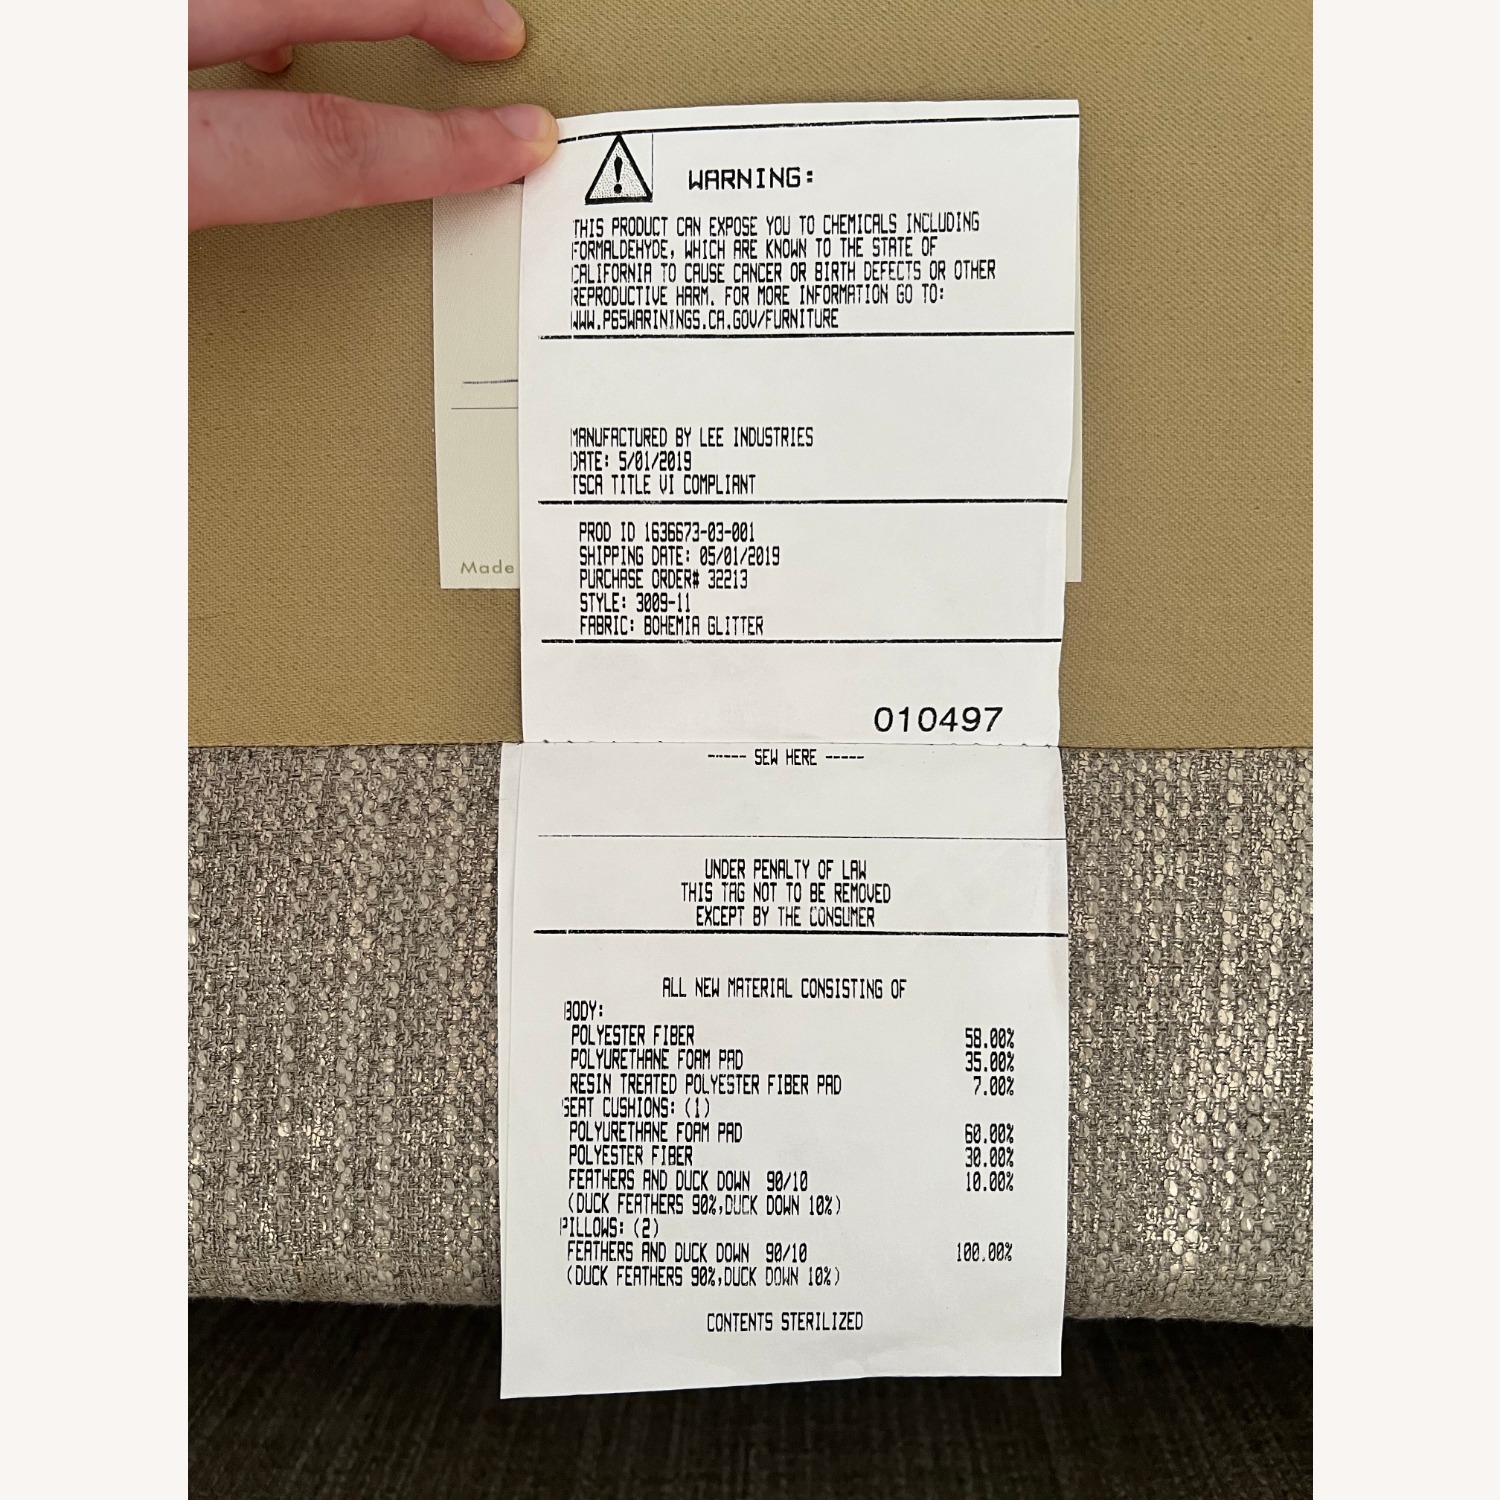 WARNING:
THIS PRODUCT CAN EXPOSE YOU TO CHEMICALS INCLUDING
FORMALDEHYDE, WHICH ARE KNOWN TO THE STATE OF
CALIFORNIA TO CAUSE CANCER OR BIRTH DEFECTS OR OTHER
REPRODUCTIVE HARM. FOR MORE INFORMATION GO TO:
WWW.P65WARININGS.CA.GOV/FURNITURE
MANUFACTURED BY LEE INDUSTRIES
DATE: 5/01/2019
TSCA TITLE VI COMPLIANT
PROD ID 1636673-03-001
SHIPPING DATE: 05/01/2019
PURCHASE ORDER# 32213
STYLE: 3009-11
FABRIC: BOHEMIA GLITTER
Made
010497
----- SEW HERE -----
UNDER PENALTY OF LAW
THIS TAG NOT TO BE REMOVED
EXCEPT BY THE CONSUMER
ALL NEW MATERIAL CONSISTING OF
BODY:
POLYESTER FIBER 58.00%
POLYURETHANE FOAM PAD 35.00%
RESIN TREATED POLYESTER FIBER PAD 7.00%
SEAT CUSHIONS: (1)
POLYURETHANE FOAM PAD 60.00%
POLYESTER FIBER 30.00%
FEATHERS AND DUCK DOWN 90/10 10.00%
(DUCK FEATHERS 90%,DUCK DOWN 10%)
PILLOWS: (2)
FEATHERS AND DUCK DOWN 90/10 100.00%
(DUCK FEATHERS 90%,DUCK DOWN 10%)
CONTENTS STERILIZED